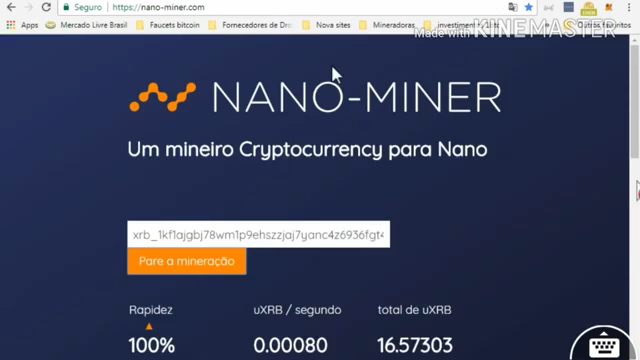 Seguro https://nano-miner.com
Apps Mercado Livre Brasil Faucets bitcoin Fornecedores de Dro Nova sites Mineradoras Outros favoritos
Made with KINEMASTER
NANO-MINER
Um mineiro Cryptocurrency para Nano
Pare a mineração
Rapidez uXRB / segundo total de uXRB
100% 0.00080 16.57303